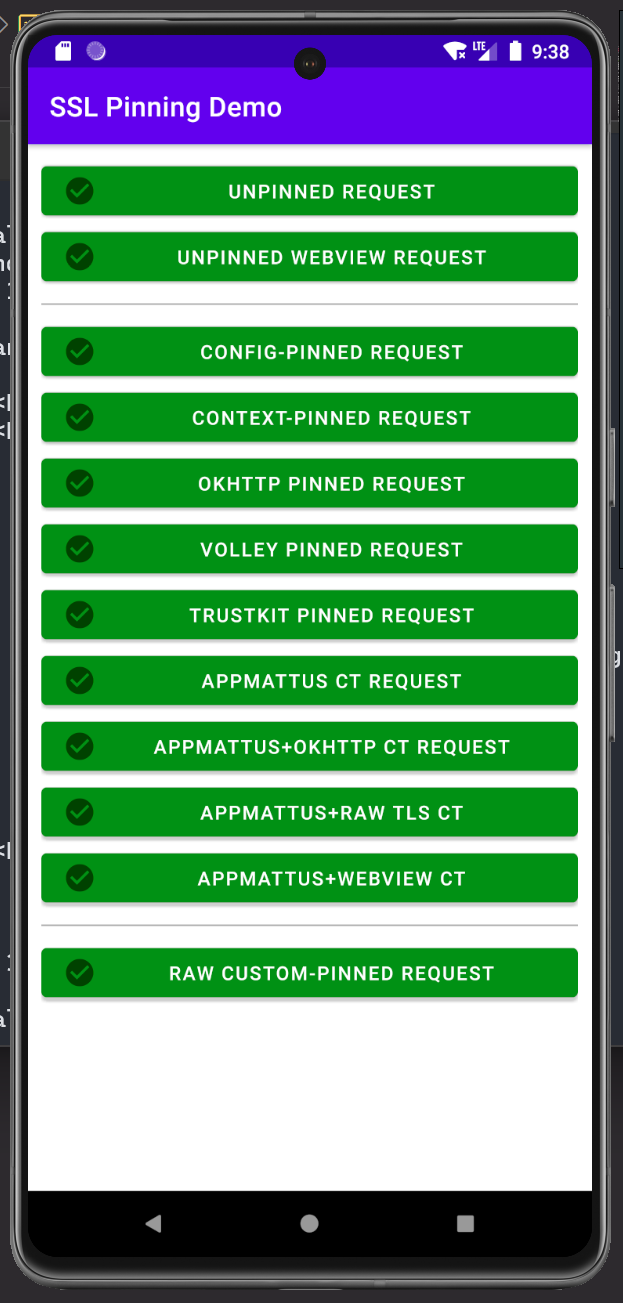 LTE 9:38
SSL Pinning Demo
UNPINNED REQUEST
UNPINNED WEBVIEW REQUEST
CONFIG-PINNED REQUEST
CONTEXT-PINNED REQUEST
OKHTTP PINNED REQUEST
VOLLEY PINNED REQUEST
TRUSTKIT PINNED REQUEST
APPMATTUS CT REQUEST
APPMATTUS+OKHTTP CT REQUEST
APPMATTUS+RAW TLS CT
APPMATTUS+WEBVIEW CT
RAW CUSTOM-PINNED REQUEST